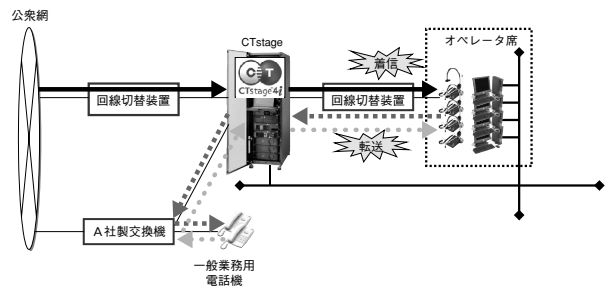 公衆網
CTstage
オペレータ席
着信
CT
CTstage 4i
回線切替装置
回線切替装置
転送
A社製交換機
一般業務用
電話機